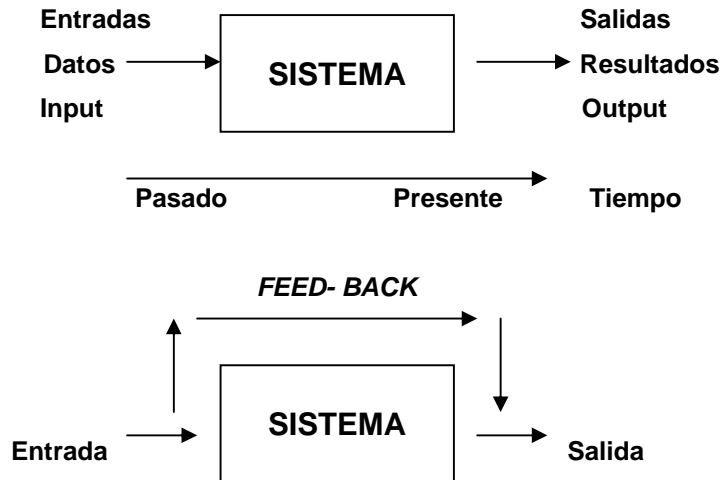 Entradas
Salidas
Datos
SISTEMA
Resultados
Input
Output
Pasado
Presente
Tiempo
FEED- BACK
SISTEMA
Entrada
Salida